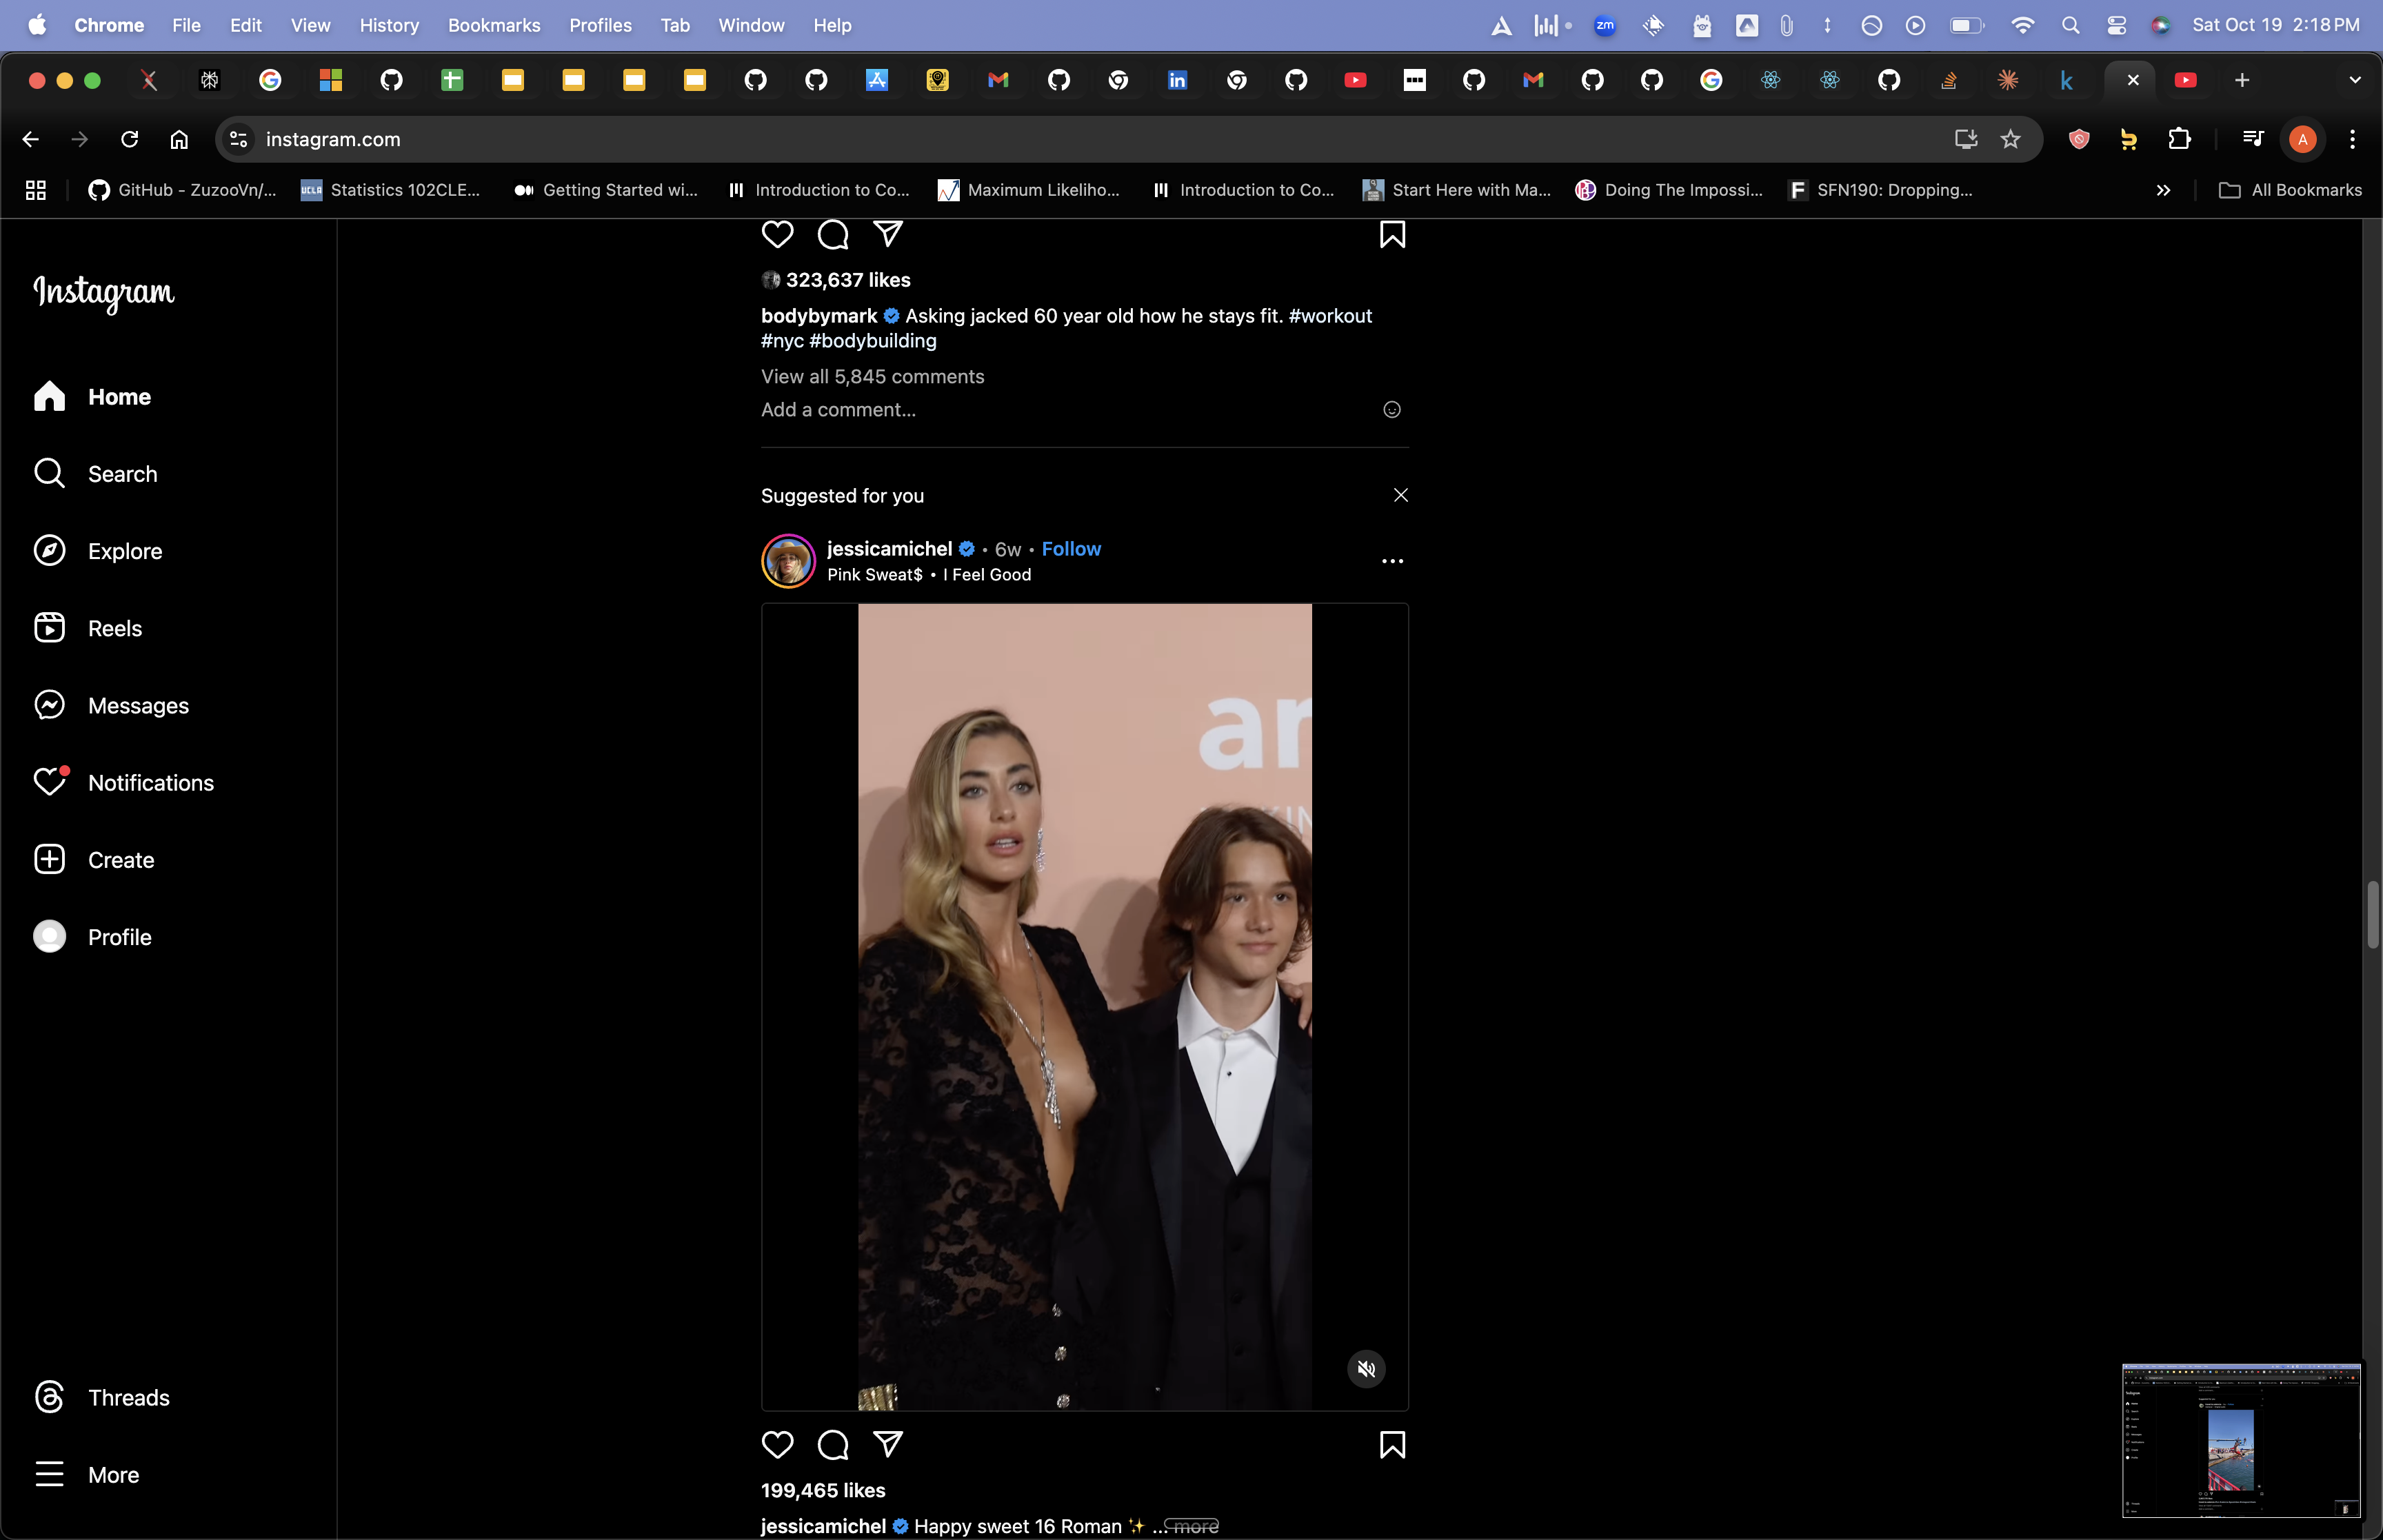 Chrome File Edit View History Bookmarks Profiles Tab Window Help
zm
Sat Oct 19 2:18 PM
in
k
instagram.com
A
GitHub - ZuzooVn/...
UCLA
Statistics 102CLE...
Getting Started wi...
Introduction to Co...
Maximum Likeliho...
Introduction to Co...
Start Here with Ma...
Doing The Impossi...
F
SFN190: Dropping...
All Bookmarks
Instagram
Home
Search
Explore
Reels
Messages
Notifications
Create
Profile
Threads
More
323,637 likes
bodybymark Asking jacked 60 year old how he stays fit. #workout
#nyc #bodybuilding
View all 5,845 comments
Add a comment...
Suggested for you
jessicamichel • 6w • Follow
Pink Sweat$ • I Feel Good
199,465 likes
jessicamichel Happy sweet 16 Roman ✨ ... more